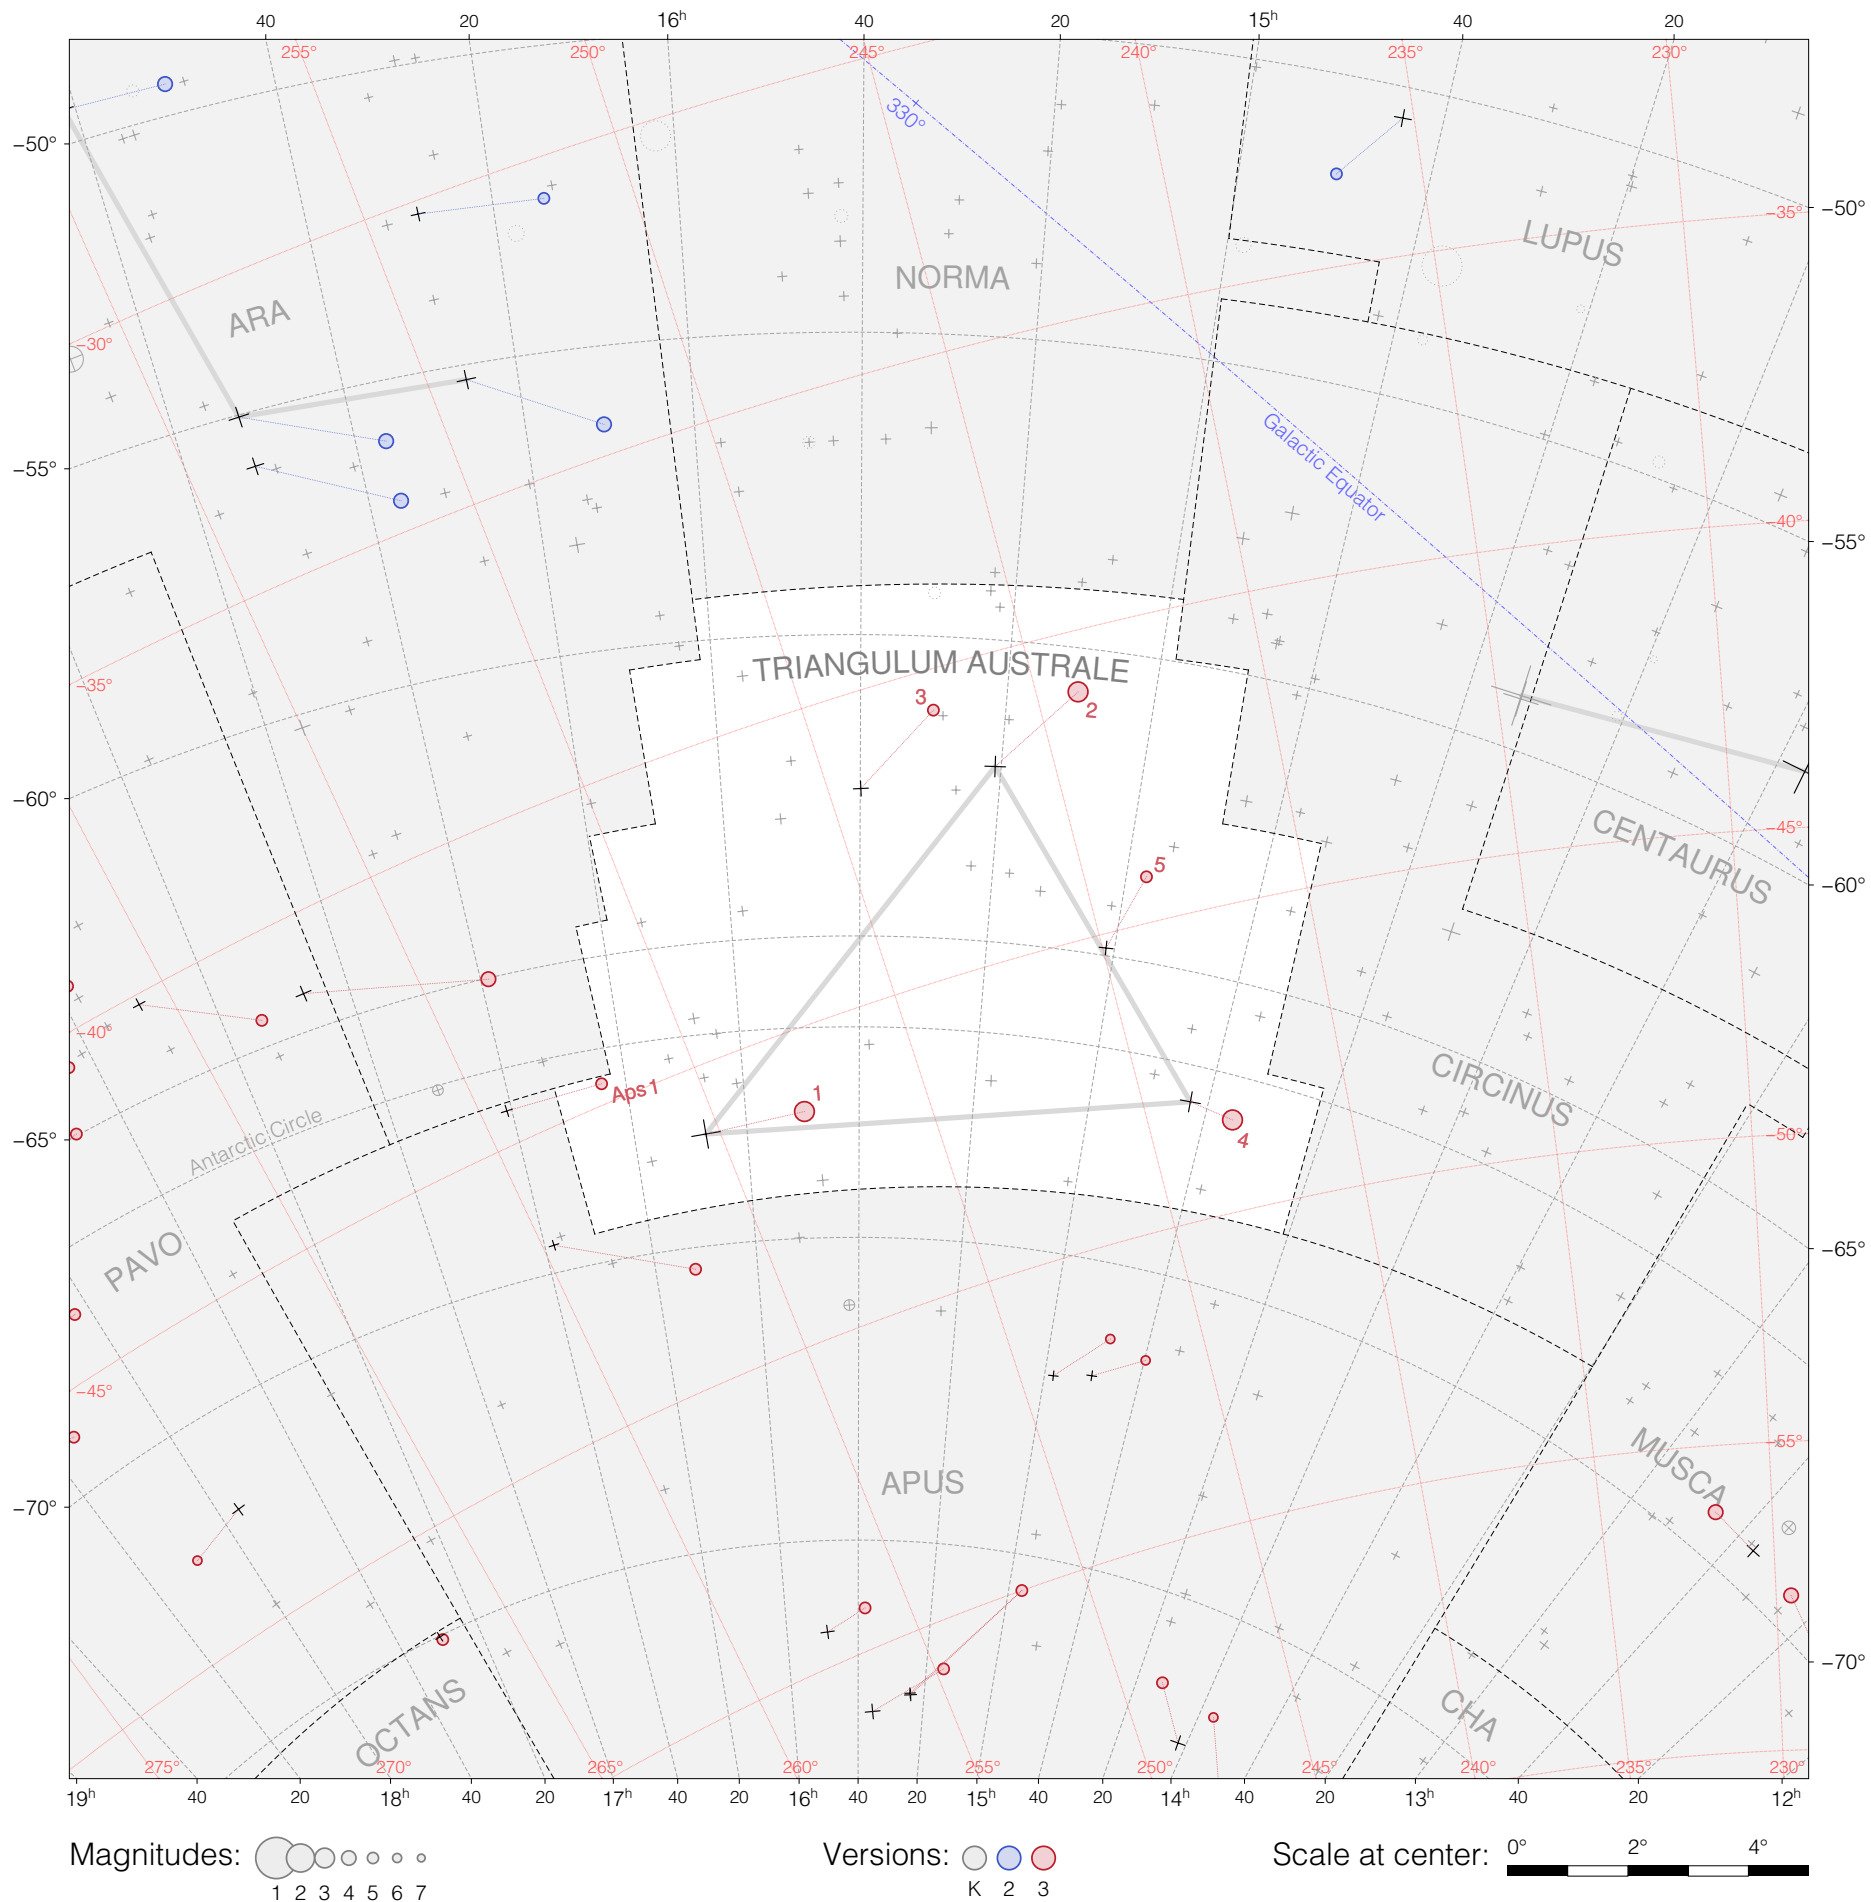 40 20 16h 40 20 15h 40 20
255° 250° 245° 240° 235° 230°
330°
−50°
−50°
−35°
LUPUS
NORMA
ARA
−30°
Galactic Equator
−55°
−40°
−55°
TRIANGULUM AUSTRALE
−35°
3
2
−60°
−45°
CENTAURUS
5
−60°
−40°
CIRCINUS
Aps 1
1
Antarctic Circle
−65°
4
−50°
PAVO
−65°
−45°
−55°
MUSCA
APUS
−70°
−70°
OCTANS
CHA
275° 270° 265° 260° 255° 250° 245° 240° 235° 230°
19h 40 20 18h 40 20 17h 40 20 16h 40 20 15h 40 20 14h 40 20 13h 40 20 12h
Magnitudes:
1 2 3 4 5 6 7
Versions:
K 2 3
Scale at center:
0° 2° 4°